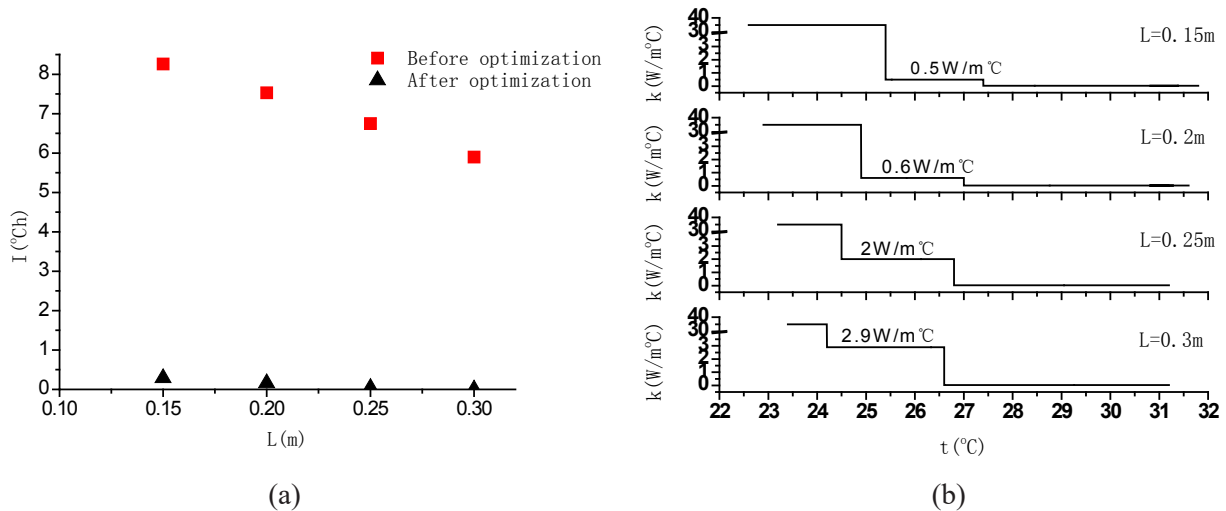 8
7
6
5
4
3
2
1
0
I(°Ch)
Before optimization
After optimization
0.10 0.15 0.20 0.25 0.30
L(m)
(a)
k(W/m°C)
40
30
3
2
1
0
0.5W/m℃
L=0.15m
k(W/m°C)
40
30
3
2
1
0
0.6W/m℃
L=0.2m
k(W/m°C)
40
30
3
2
1
0
2W/m℃
L=0.25m
k(W/m°C)
40
30
3
2
1
0
2.9W/m℃
L=0.3m
22 23 24 25 26 27 28 29 30 31 32
t(°C)
(b)